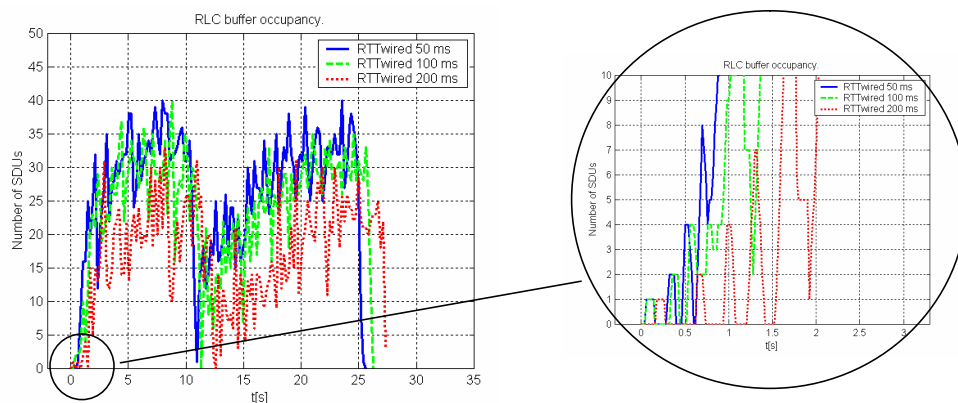 RLC buffer occupancy.
50
45
40
35
30
25
20
15
10
5
0
Number of SDUs
RTTwired 50 ms
RTTwired 100 ms
RTTwired 200 ms
0 5 10 15 20 25 30 35
t[s]
RLC buffer occupancy.
10
9
8
7
6
5
4
3
2
1
0
Number of SDUs
RTTwired 50 ms
RTTwired 100 ms
RTTwired 200 ms
0 0.5 1 1.5 2 2.5 3
t[s]